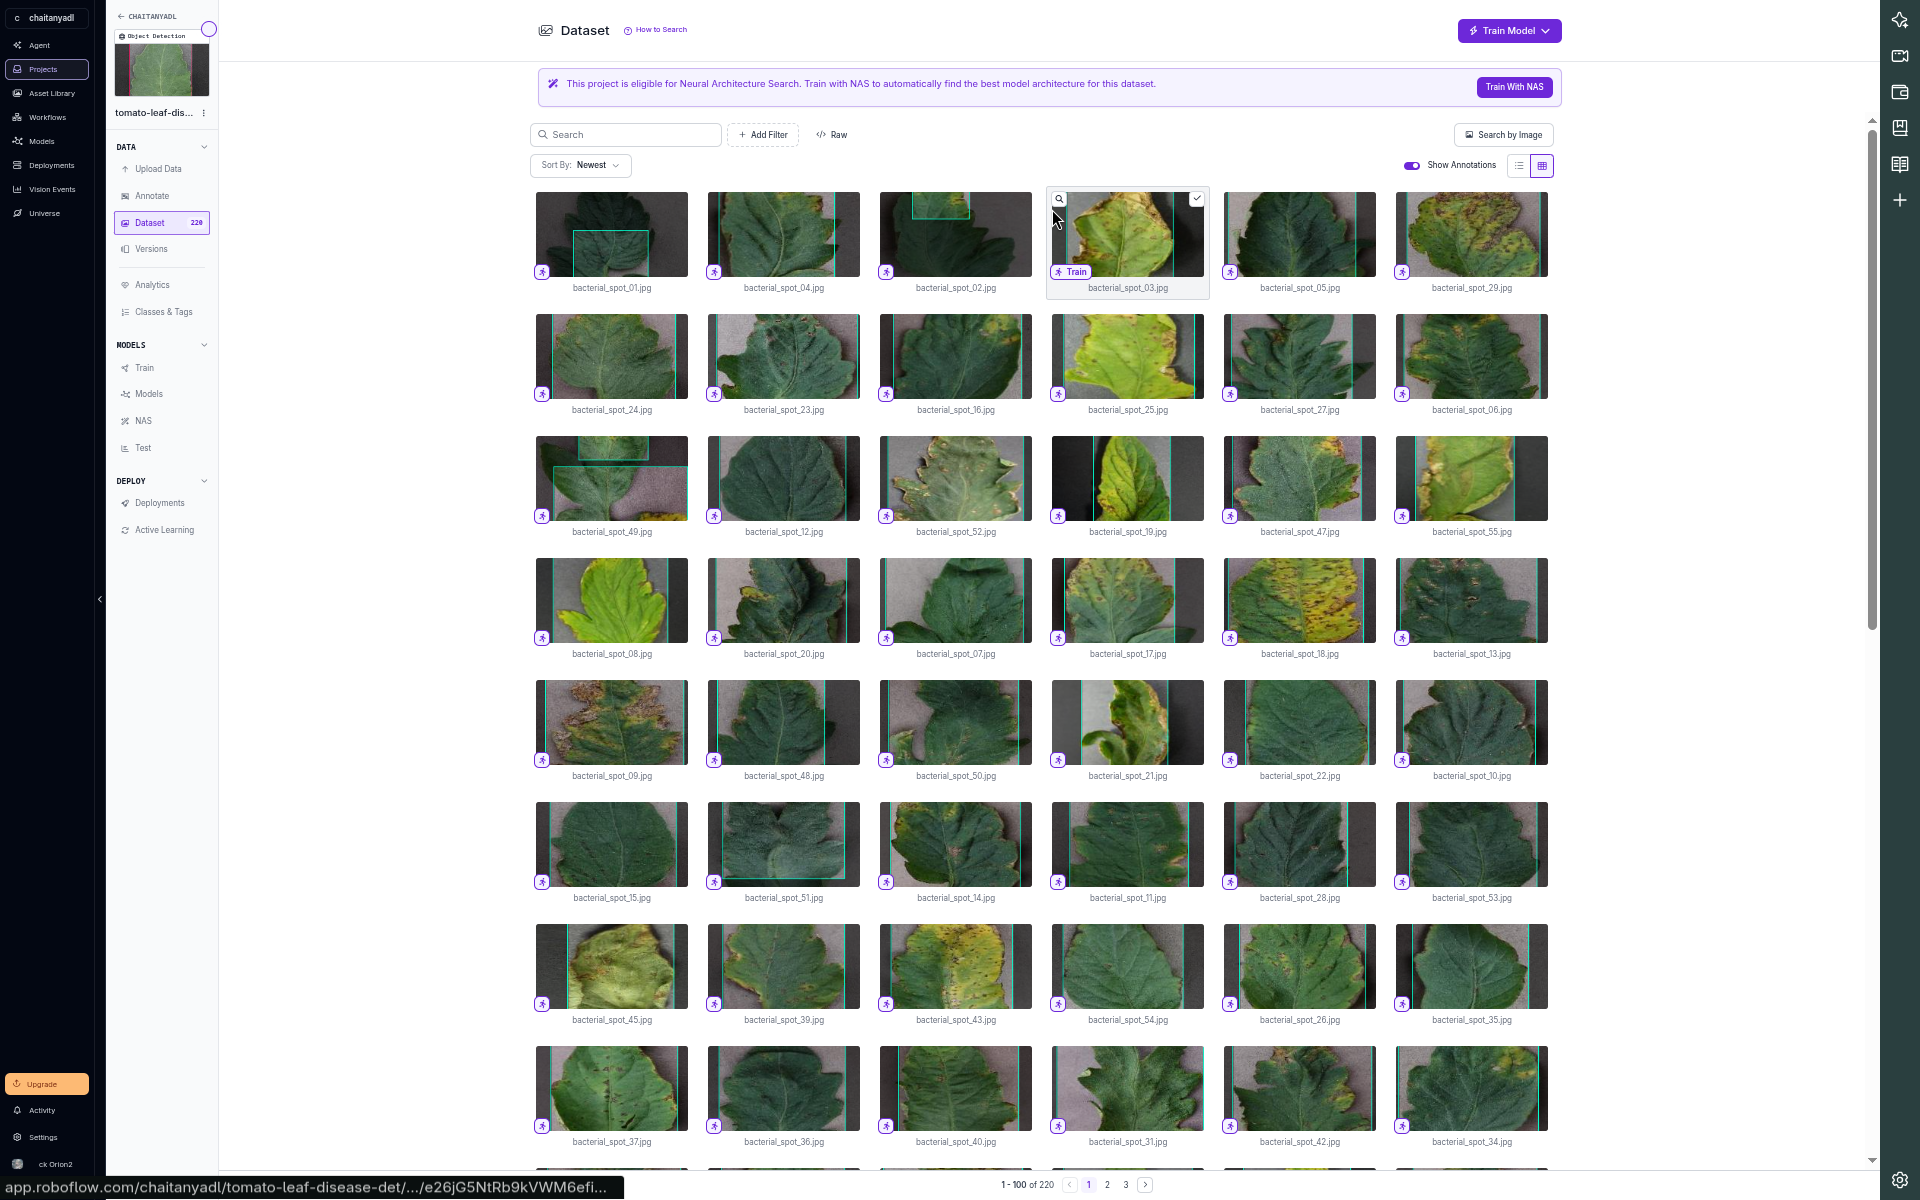 C chaitanyadl
Agent
Projects
Asset Library
Workflows
Models
Deployments
Vision Events
Universe
Upgrade
Activity
Settings
ck Orion2
CHAITANYADL
Object Detection
tomato-leaf-dis...
DATA
Upload Data
Annotate
Dataset 220
Versions
Analytics
Classes & Tags
MODELS
Train
Models
NAS
Test
DEPLOY
Deployments
Active Learning
Dataset
How to Search
Train Model
This project is eligible for Neural Architecture Search. Train with NAS to automatically find the best model architecture for this dataset.
Train With NAS
Search
Add Filter
</> Raw
Search by Image
Sort By: Newest
Show Annotations
Train
bacterial_spot_01.jpg bacterial_spot_04.jpg bacterial_spot_02.jpg bacterial_spot_03.jpg bacterial_spot_05.jpg bacterial_spot_29.jpg
bacterial_spot_24.jpg bacterial_spot_23.jpg bacterial_spot_16.jpg bacterial_spot_25.jpg bacterial_spot_27.jpg bacterial_spot_06.jpg
bacterial_spot_49.jpg bacterial_spot_12.jpg bacterial_spot_52.jpg bacterial_spot_19.jpg bacterial_spot_47.jpg bacterial_spot_55.jpg
bacterial_spot_08.jpg bacterial_spot_20.jpg bacterial_spot_07.jpg bacterial_spot_17.jpg bacterial_spot_18.jpg bacterial_spot_13.jpg
bacterial_spot_09.jpg bacterial_spot_48.jpg bacterial_spot_50.jpg bacterial_spot_21.jpg bacterial_spot_22.jpg bacterial_spot_10.jpg
bacterial_spot_15.jpg bacterial_spot_51.jpg bacterial_spot_14.jpg bacterial_spot_11.jpg bacterial_spot_28.jpg bacterial_spot_53.jpg
bacterial_spot_45.jpg bacterial_spot_39.jpg bacterial_spot_43.jpg bacterial_spot_54.jpg bacterial_spot_26.jpg bacterial_spot_35.jpg
bacterial_spot_37.jpg bacterial_spot_36.jpg bacterial_spot_40.jpg bacterial_spot_31.jpg bacterial_spot_42.jpg bacterial_spot_34.jpg
1 - 100 of 220
1 2 3
app.roboflow.com/chaitanyadl/tomato-leaf-disease-det/.../e26jG5NtRb9kVWM6efi...